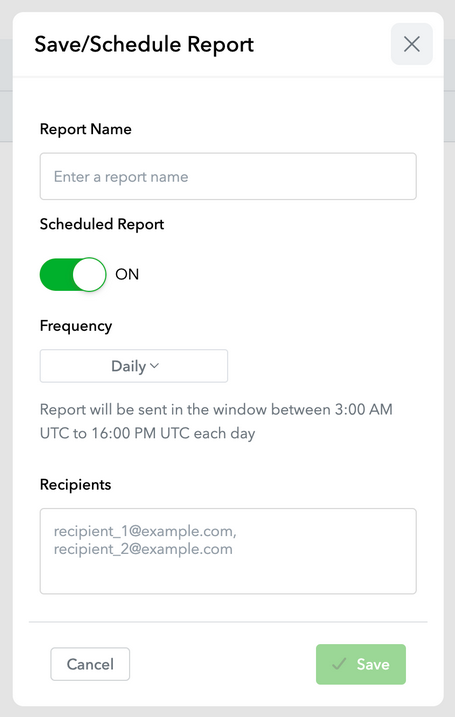 Save/Schedule Report
Report Name
Enter a report name
Scheduled Report
ON
Frequency
Daily
Report will be sent in the window between 3:00 AM
UTC to 16:00 PM UTC each day
Recipients
recipient_1@example.com,
recipient_2@example.com
Cancel
Save